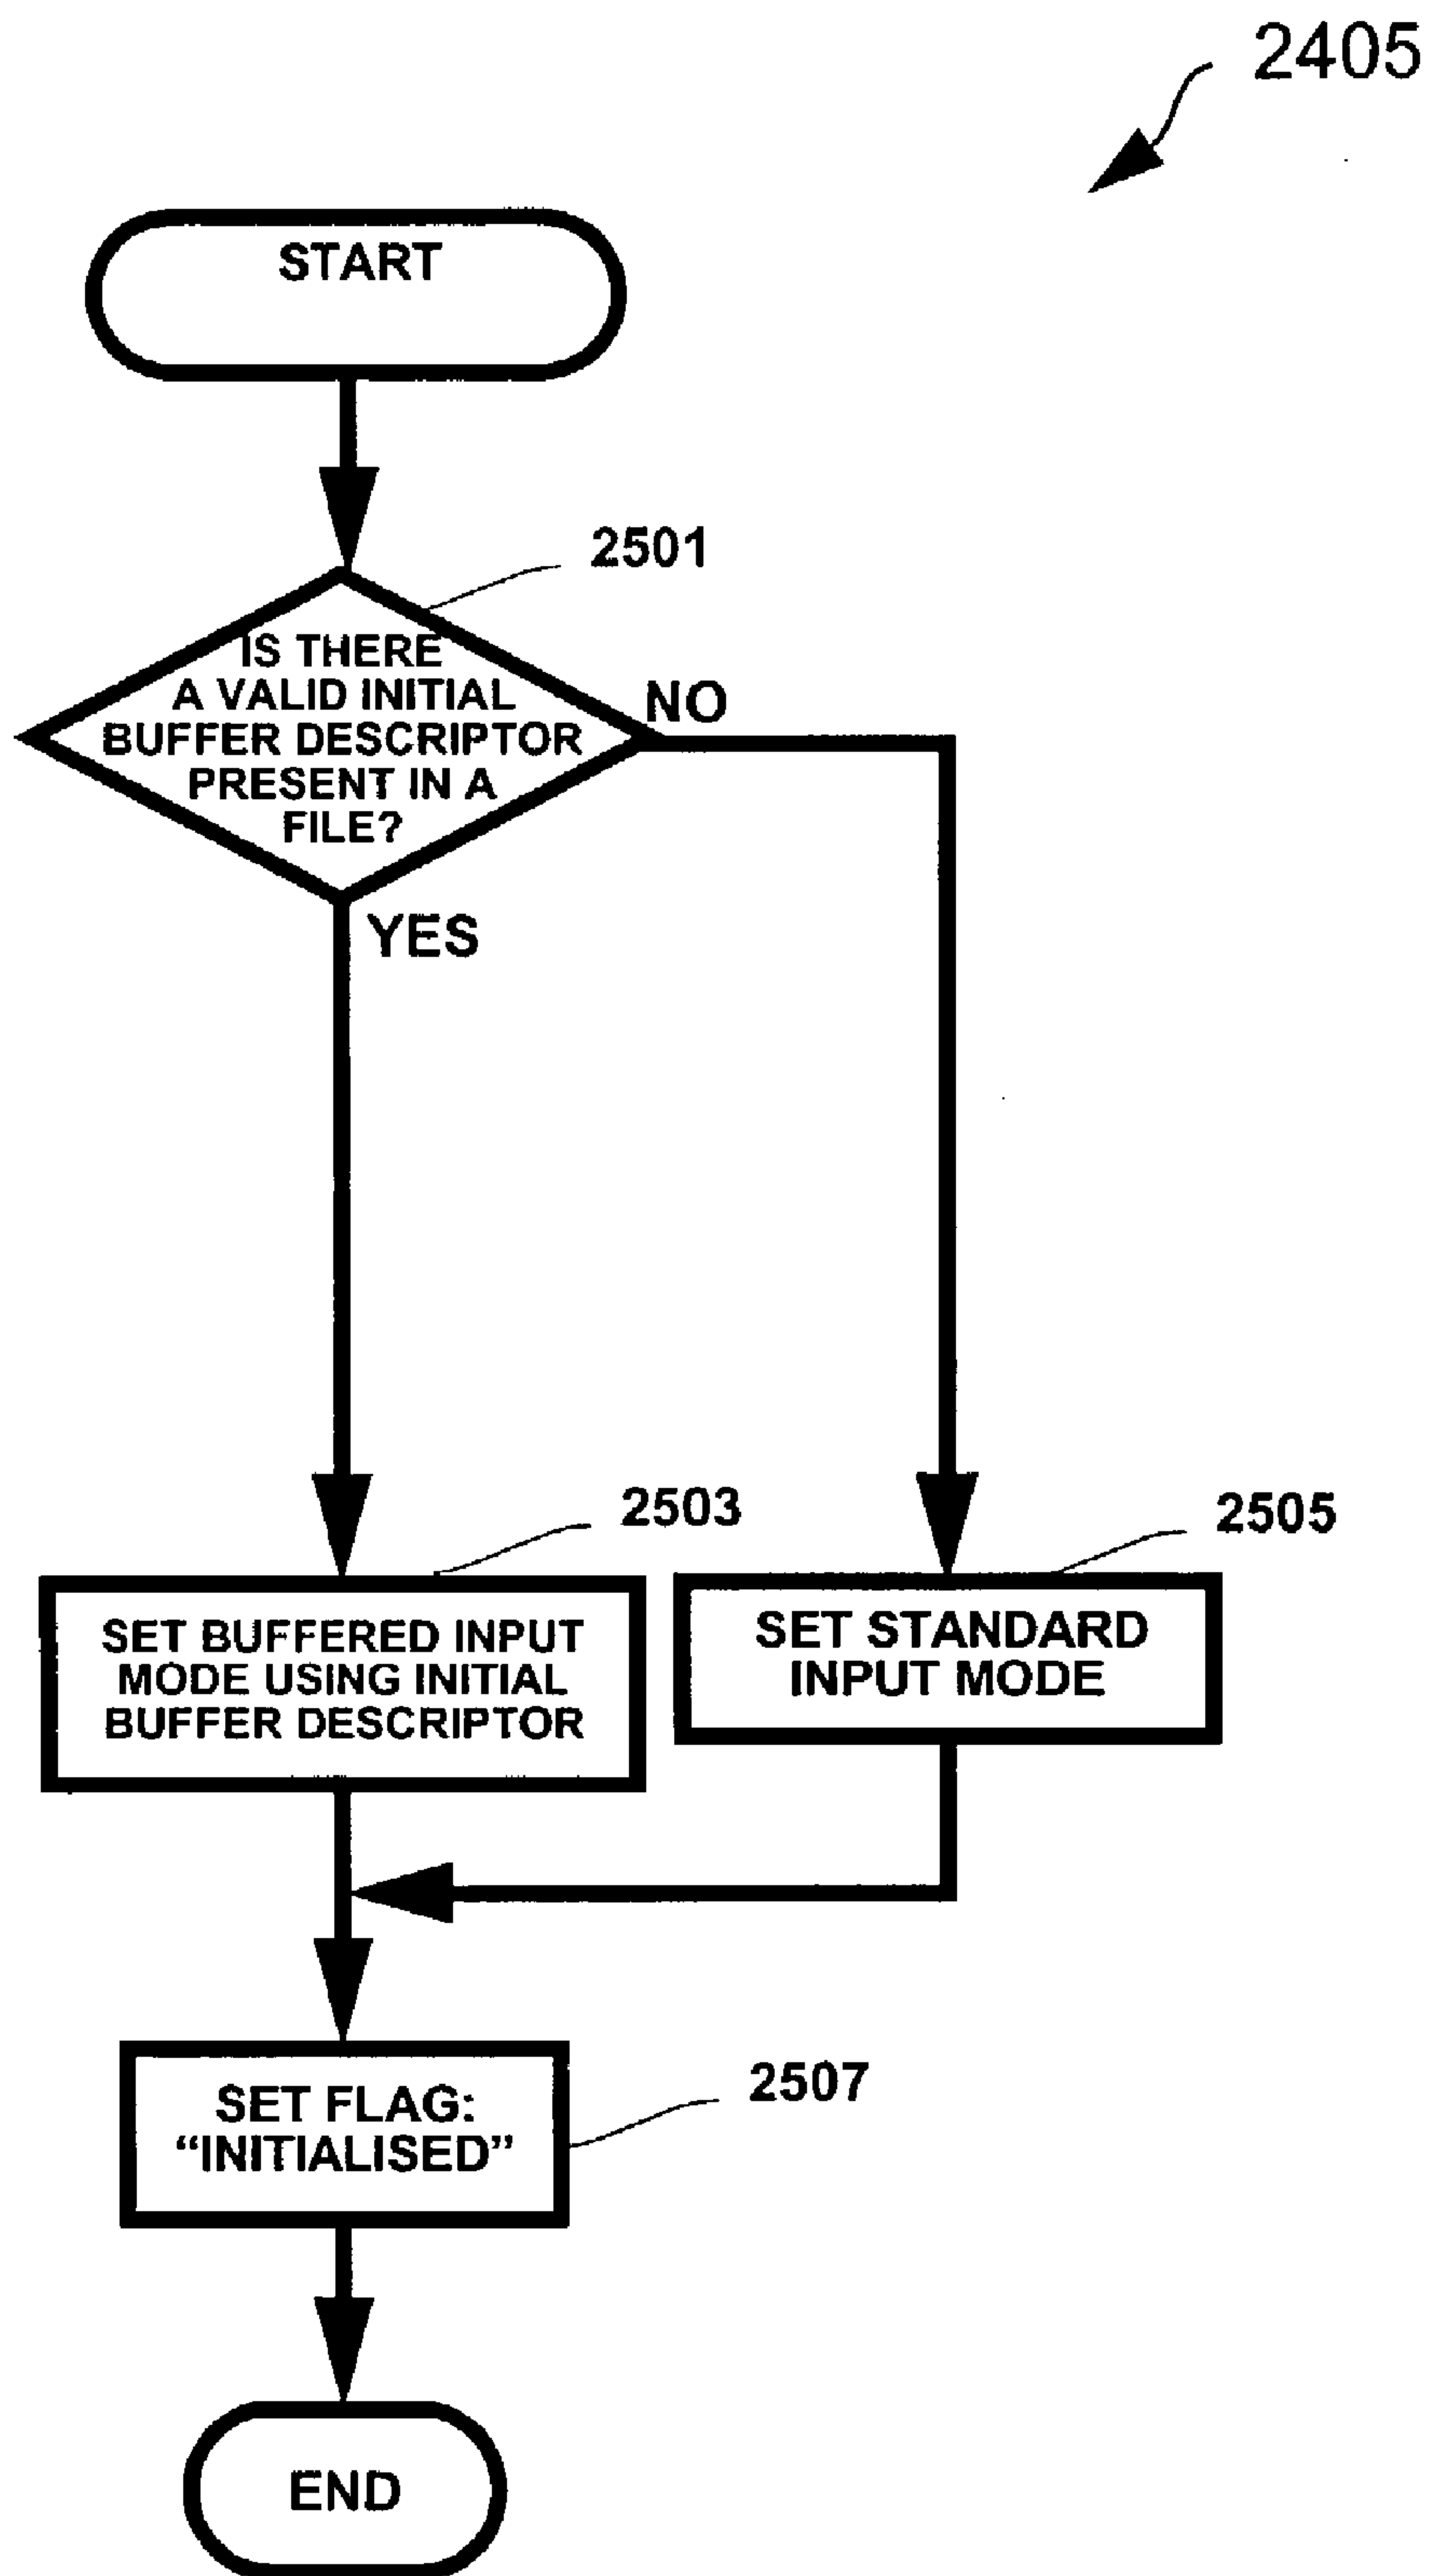 2405
START
2501
IS THERE
A VALID INITIAL
BUFFER DESCRIPTOR
PRESENT IN A
FILE?
NO
YES
2503
2505
SET BUFFERED INPUT
MODE USING INITIAL
BUFFER DESCRIPTOR
SET STANDARD
INPUT MODE
SET FLAG:
“INITIALISED”
2507
END